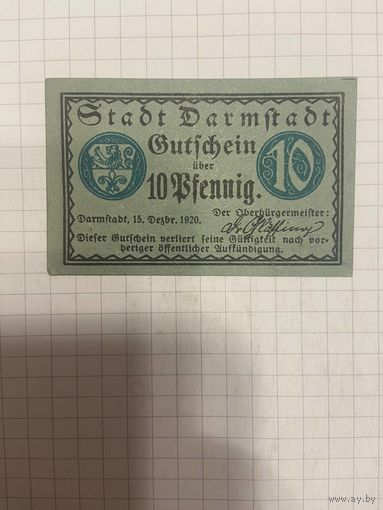 Stadt Darmstadt
Gutschein
über
10 Pfennig.
10
Darmstadt, 15. Dezbr. 1920.
Der Oberbürgermeister:
Dieser Gutschein verliert seine Gültigkeit nach vor-
heriger öffentlicher Aufkündigung.
www.ay.by